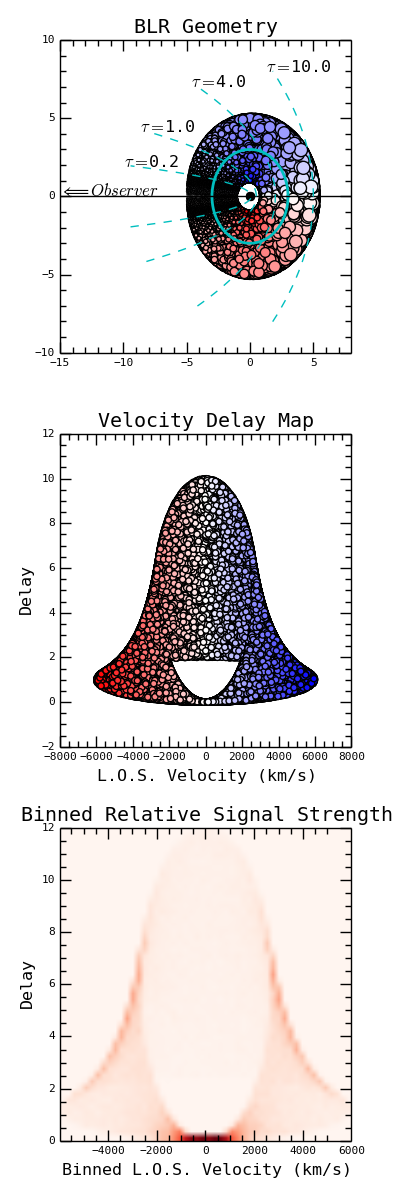 BLR Geometry
10
τ=10.0
τ=4.0
5
τ=1.0
τ=0.2
⇐Observer
0
−5
−10
−15 −10 −5 0 5
Velocity Delay Map
12
10
8
6
Delay
4
2
0
−2
−8000 −6000 −4000 −2000 0 2000 4000 6000 8000
L.O.S. Velocity (km/s)
Binned Relative Signal Strength
12
10
8
6
Delay
4
2
0
−4000 −2000 0 2000 4000 6000
Binned L.O.S. Velocity (km/s)